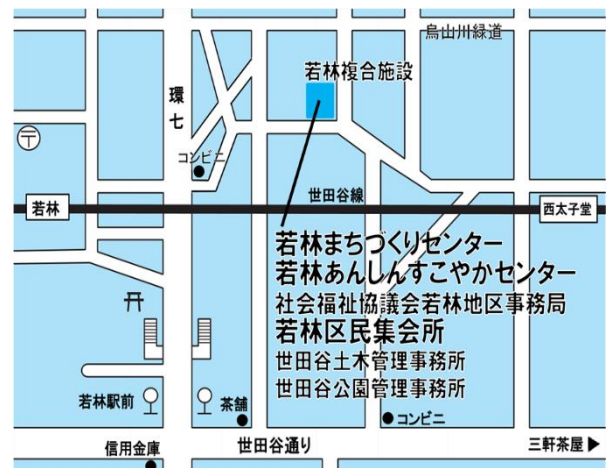 烏山川緑道
若林複合施設
環七
〒
コンビニ
世田谷線
若林
西太子堂
若林まちづくりセンター
若林あんしんすこやかセンター
社会福祉協議会若林地区事務局
若林区民集会所
世田谷土木管理事務所
世田谷公園管理事務所
若林駅前
茶舗
コンビニ
信用金庫
世田谷通り
三軒茶屋▶